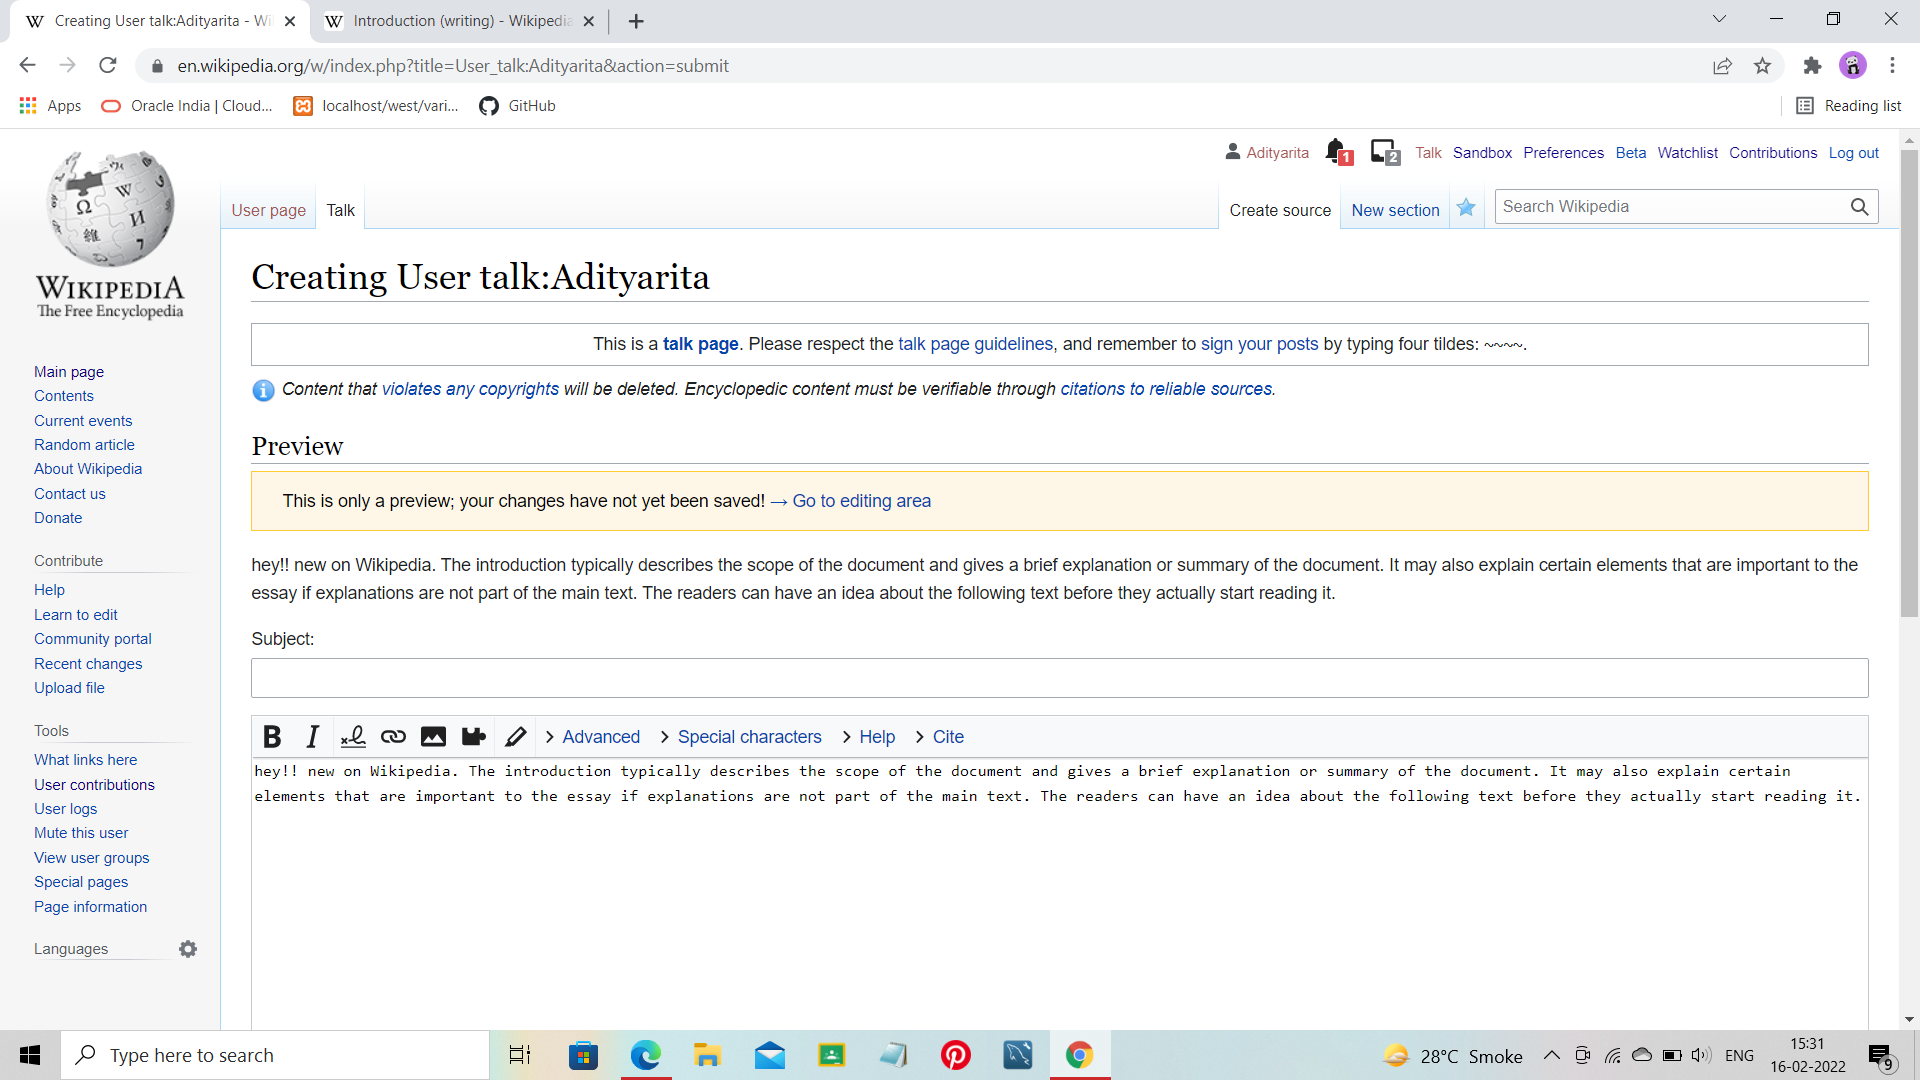 Creating User talk:Adityarita - Wi
Introduction (writing) - Wikipedia
en.wikipedia.org/w/index.php?title=User_talk:Adityarita&action=submit
Apps
Oracle India | Cloud...
localhost/west/vari...
GitHub
Reading list
Adityarita
1
2
Talk
Sandbox
Preferences
Beta
Watchlist
Contributions
Log out
WIKIPEDIA
The Free Encyclopedia
User page
Talk
Create source
New section
Search Wikipedia
Creating User talk:Adityarita
This is a talk page. Please respect the talk page guidelines, and remember to sign your posts by typing four tildes: ~~~~.
Content that violates any copyrights will be deleted. Encyclopedic content must be verifiable through citations to reliable sources.
Preview
This is only a preview; your changes have not yet been saved! → Go to editing area
hey!! new on Wikipedia. The introduction typically describes the scope of the document and gives a brief explanation or summary of the document. It may also explain certain elements that are important to the
essay if explanations are not part of the main text. The readers can have an idea about the following text before they actually start reading it.
Subject:
Advanced
Special characters
Help
Cite
hey!! new on Wikipedia. The introduction typically describes the scope of the document and gives a brief explanation or summary of the document. It may also explain certain
elements that are important to the essay if explanations are not part of the main text. The readers can have an idea about the following text before they actually start reading it.
Main page
Contents
Current events
Random article
About Wikipedia
Contact us
Donate
Contribute
Help
Learn to edit
Community portal
Recent changes
Upload file
Tools
What links here
User contributions
User logs
Mute this user
View user groups
Special pages
Page information
Languages
Type here to search
28°C Smoke
ENG
15:31
16-02-2022
9